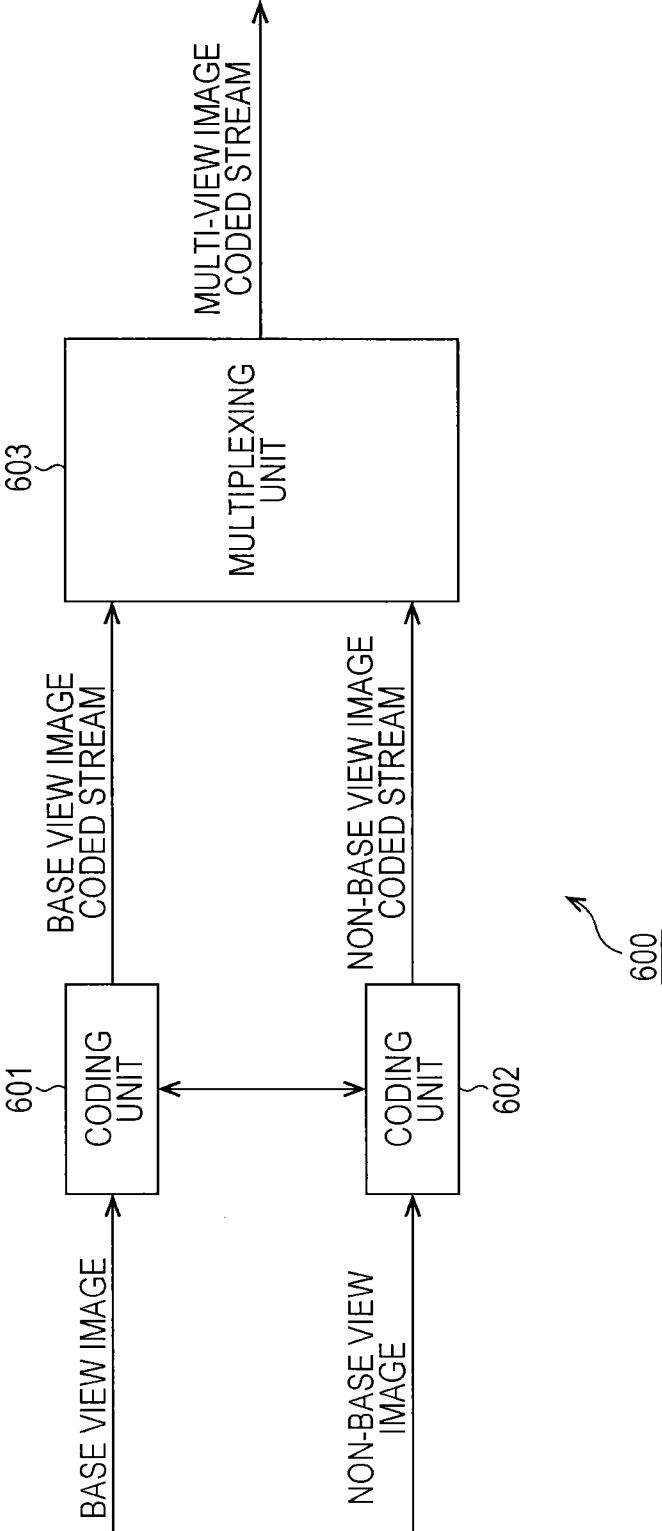 BASE VIEW IMAGE
601
CODING
UNIT
BASE VIEW IMAGE
CODED STREAM
NON-BASE VIEW
IMAGE
CODING
UNIT
602
NON-BASE VIEW IMAGE
CODED STREAM
603
MULTIPLEXING
UNIT
MULTI-VIEW IMAGE
CODED STREAM
600